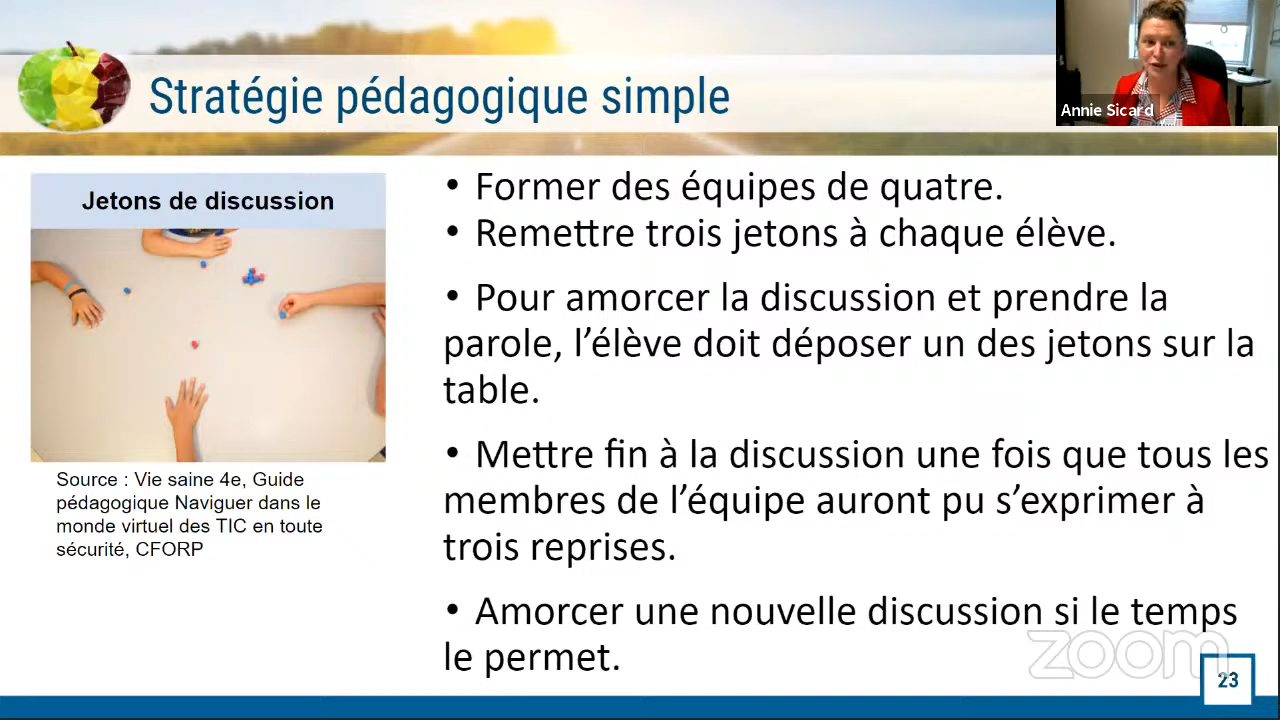 Stratégie pédagogique simple
Annie Sicard
Jetons de discussion
Source : Vie saine 4e, Guide
pédagogique Naviguer dans le
monde virtuel des TIC en toute
sécurité, CFORP
• Former des équipes de quatre.
• Remettre trois jetons à chaque élève.
• Pour amorcer la discussion et prendre la
parole, l’élève doit déposer un des jetons sur la
table.
• Mettre fin à la discussion une fois que tous les
membres de l’équipe auront pu s’exprimer à
trois reprises.
• Amorcer une nouvelle discussion si le temps
le permet.
zoom
23